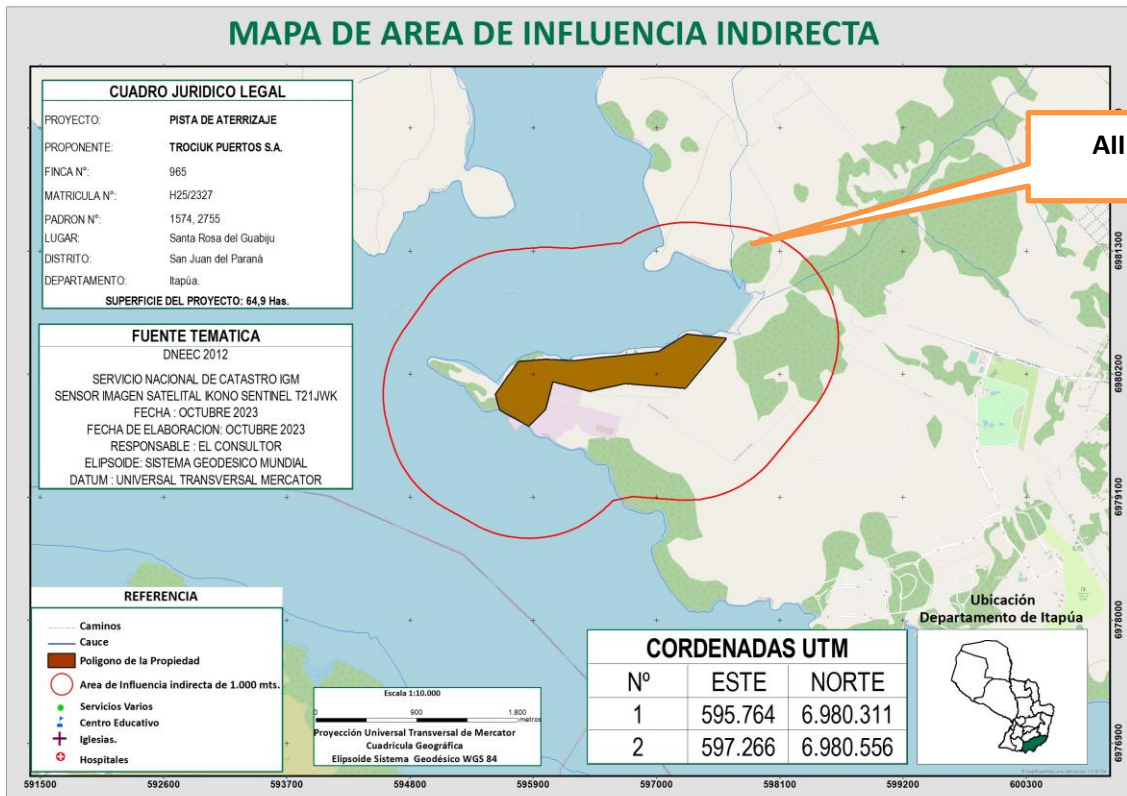 MAPA DE AREA DE INFLUENCIA INDIRECTA
CUADRO JURIDICO LEGAL
PROYECTO: PISTA DE ATERRIZAJE
PROPONENTE: TROCIUK PUERTOS S.A.
FINCA Nº: 965
MATRICULA Nº: H25/2327
PADRON Nº: 1574, 2755
LUGAR: Santa Rosa del Guabiju
DISTRITO: San Juan del Paraná
DEPARTAMENTO: Itapúa.
SUPERFICIE DEL PROYECTO: 64,9 Has.
FUENTE TEMATICA
DNEEC 2012
SERVICIO NACIONAL DE CATASTRO IGM
SENSOR IMAGEN SATELITAL IKONO SENTINEL T21JWK
FECHA : OCTUBRE 2023
FECHA DE ELABORACION: OCTUBRE 2023
RESPONSABLE : EL CONSULTOR
ELIPSOIDE: SISTEMA GEODESICO MUNDIAL
DATUM : UNIVERSAL TRANSVERSAL MERCATOR
AII
6981300
6980200
6979100
6978000
6976900
REFERENCIA
Caminos
Cauce
Poligono de la Propiedad
Area de Influencia indirecta de 1.000 mts.
Servicios Varios
Centro Educativo
Iglesias.
Hospitales
Escala 1:10.000
0 900 1.800
metros
Proyección Universal Transversal de Mercator
Cuadrícula Geográfica
Elipsoide Sistema Geodésico WGS 84
CORDENADAS UTM
Nº ESTE NORTE
1 595.764 6.980.311
2 597.266 6.980.556
Ubicación
Departamento de Itapúa
591500 592600 593700 594800 595900 597000 598100 599200 600300